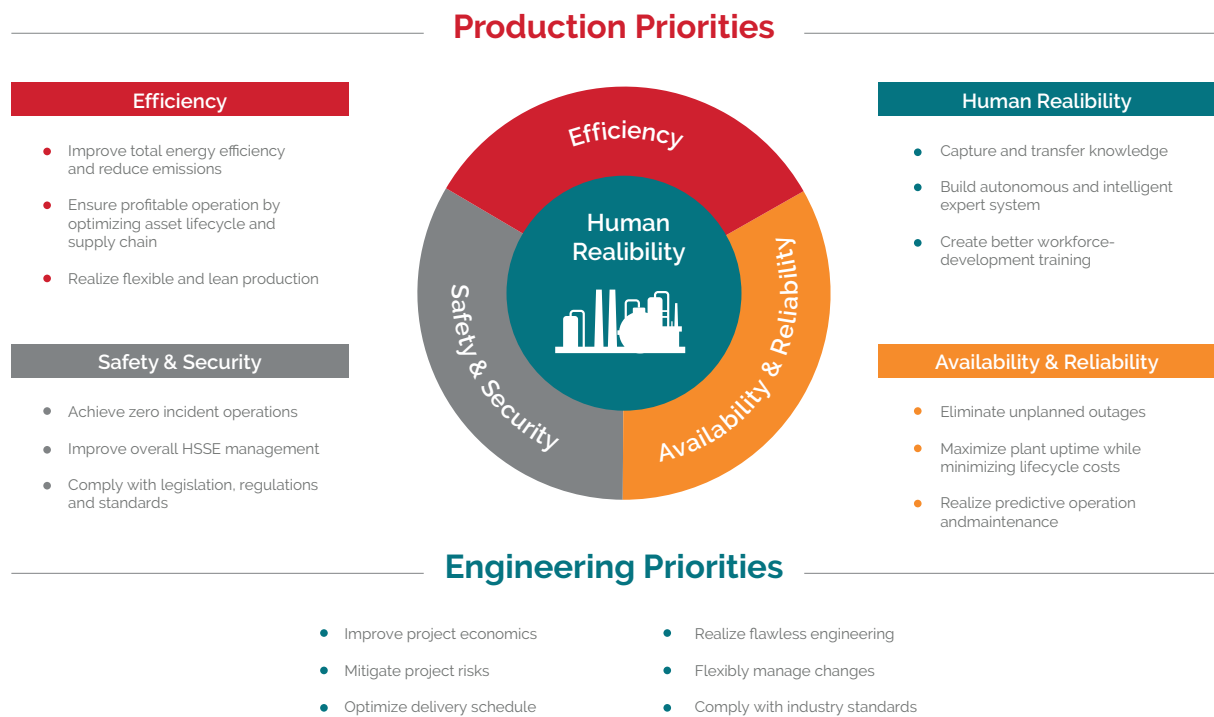 Production Priorities
Efficiency
Improve total energy efficiency
and reduce emissions
Ensure profitable operation by
optimizing asset lifecycle and
supply chain
Realize flexible and lean production
Safety & Security
Achieve zero incident operations
Improve overall HSSE management
Comply with legislation, regulations
and standards
Efficiency
Human
Realibility
Safety & Security
Availability & Reliability
Human Realibility
Capture and transfer knowledge
Build autonomous and intelligent
expert system
Create better workforce-
development training
Availability & Reliability
Eliminate unplanned outages
Maximize plant uptime while
minimizing lifecycle costs
Realize predictive operation
andmaintenance
Engineering Priorities
Improve project economics
Mitigate project risks
Optimize delivery schedule
Realize flawless engineering
Flexibly manage changes
Comply with industry standards